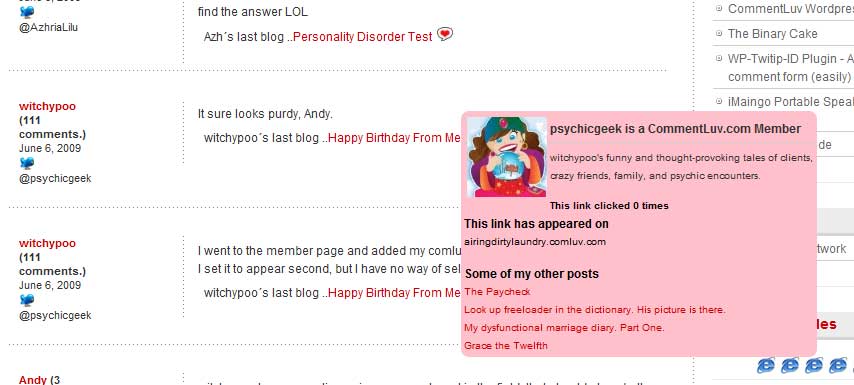 find the answer LOL
@AzhriaLilu
Azh´s last blog ..Personality Disorder Test
witchypoo
(111
comments.)
June 6, 2009
@psychicgeek
It sure looks purdy, Andy.
witchypoo´s last blog ..Happy Birthday From Me
witchypoo
(111
comments.)
June 6, 2009
@psychicgeek
I went to the member page and added my
I set it to appear second, but I have no way of
witchypoo´s last blog ..Happy Birthday From Me
Andy (3
psychicgeek is a CommentLuv.com Member
witchypoo's funny and thought-provoking tales of clients,
crazy friends, family, and psychic encounters.
This link clicked 0 times
This link has appeared on
airingdirtylaundry.comluv.com
Some of my other posts
The Paycheck
Look up freeloader in the dictionary. His picture is there.
My dysfunctional marriage diary. Part One.
Grace the Twelfth
CommentLuv Wordpres
The Binary Cake
WP-Twitip-ID Plugin - A
comment form (easily)
iMaingo Portable Speak
de
twork
les